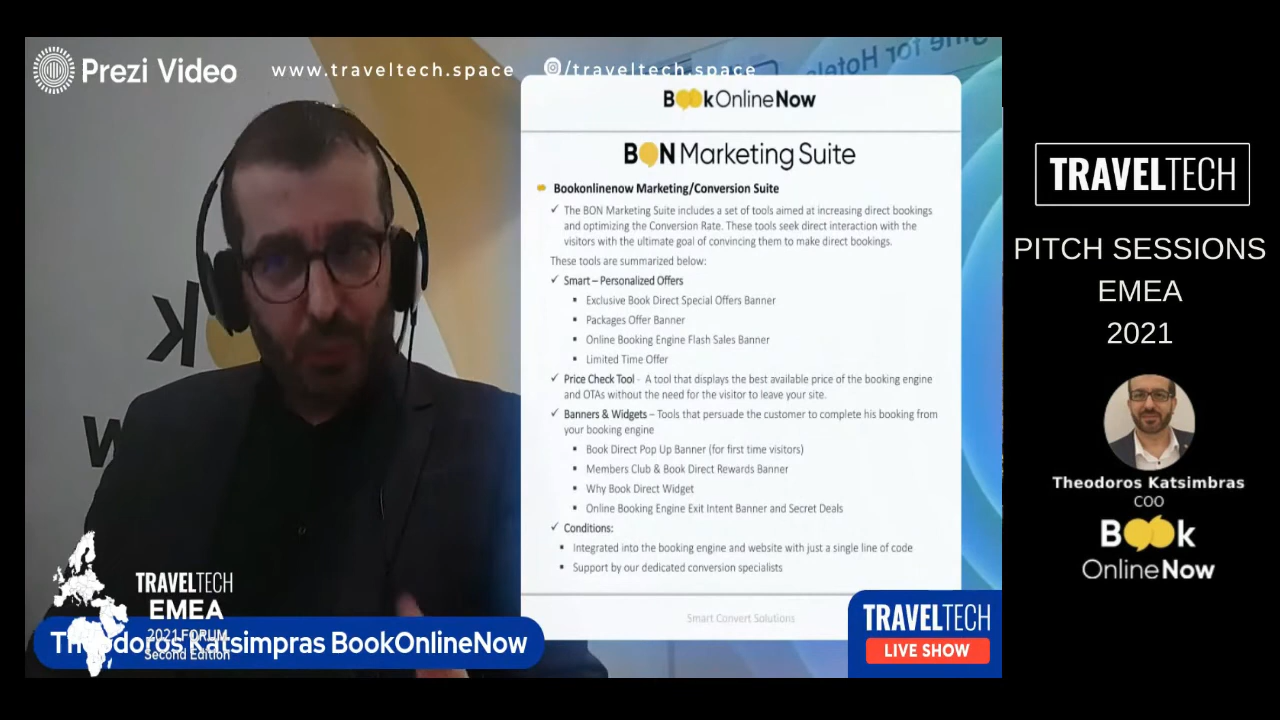 Prezi Video
www.traveltech.space
/traveltech.space
BookOnlineNow
BON Marketing Suite
Bookonlinenow Marketing/Conversion Suite
✓ The BON Marketing Suite includes a set of tools aimed at increasing direct bookings
and optimizing the Conversion Rate. These tools seek direct interaction with the
visitors with the ultimate goal of convincing them to make direct bookings.
These tools are summarized below:
✓ Smart – Personalized Offers
▪ Exclusive Book Direct Special Offers Banner
▪ Packages Offer Banner
▪ Online Booking Engine Flash Sales Banner
▪ Limited Time Offer
✓ Price Check Tool - A tool that displays the best available price of the booking engine
and OTAs without the need for the visitor to leave your site.
✓ Banners & Widgets – Tools that persuade the customer to complete his booking from
your booking engine
▪ Book Direct Pop Up Banner (for first time visitors)
▪ Members Club & Book Direct Rewards Banner
▪ Why Book Direct Widget
▪ Online Booking Engine Exit Intent Banner and Secret Deals
✓ Conditions:
▪ Integrated into the booking engine and website with just a single line of code
▪ Support by our dedicated conversion specialists
Smart Convert Solutions
TRAVELTECH
EMEA
2021 FORUM
Second Edition
Theodoros Katsimpras BookOnlineNow
TRAVELTECH
LIVE SHOW
TRAVELTECH
PITCH SESSIONS
EMEA
2021
Theodoros Katsimbras
COO
Book
OnlineNow